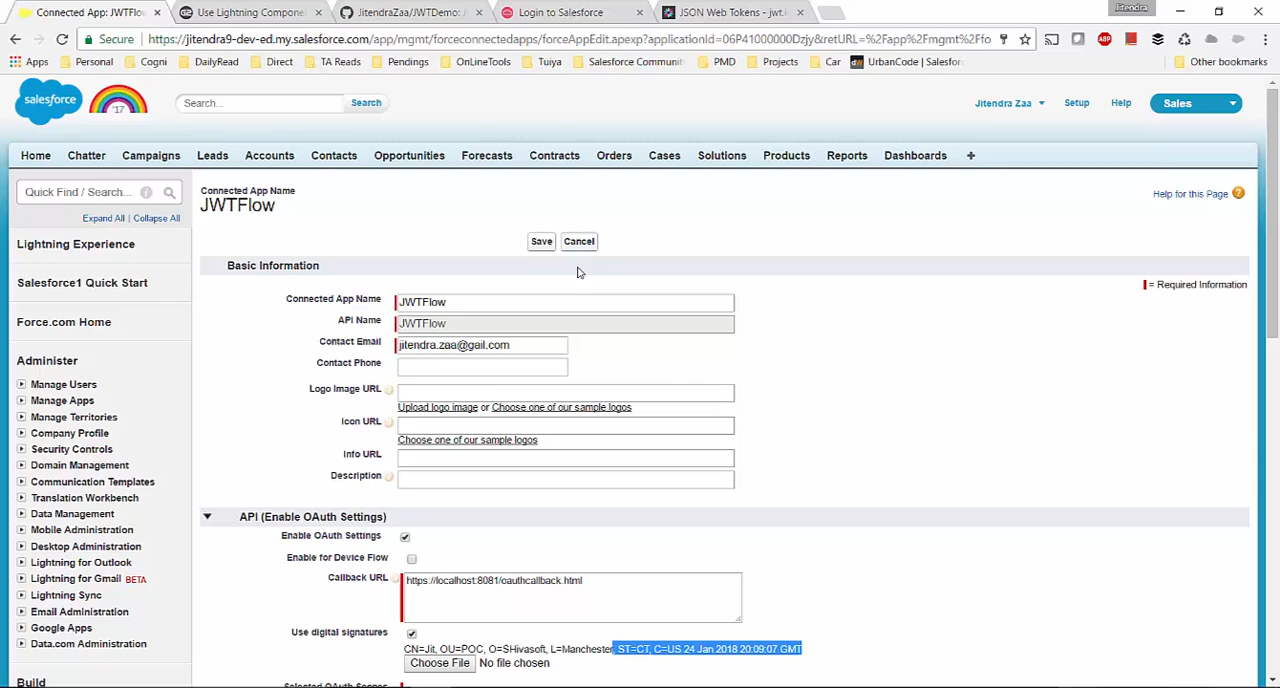 Connected App: JWTFlow
Use Lightning Compone
JitendraZaa/JWTDemo:
Login to Salesforce
JSON Web Tokens - jwt.i
Jitendra
Secure
https://jitendra9-dev-ed.my.salesforce.com/app/mgmt/forceconnectedapps/forceAppEdit.apexp?applicationId=06P41000000Dzjy&retURL=%2Fapp%2Fmgmt%2Ffo
ABP
Apps Personal Cogni DailyRead Direct TA Reads Pendings OnLineTools Tuiya Salesforce Community PMD Projects Car UrbanCode | Salesfor Other bookmarks
salesforce
'17
Search...
Search
Jitendra Zaa
Setup
Help
Sales
Home Chatter Campaigns Leads Accounts Contacts Opportunities Forecasts Contracts Orders Cases Solutions Products Reports Dashboards +
Quick Find / Search...
Expand All | Collapse All
Lightning Experience
Salesforce1 Quick Start
Force.com Home
Administer
Manage Users
Manage Apps
Manage Territories
Company Profile
Security Controls
Domain Management
Communication Templates
Translation Workbench
Data Management
Mobile Administration
Desktop Administration
Lightning for Outlook
Lightning for Gmail BETA
Lightning Sync
Email Administration
Google Apps
Data.com Administration
Build
Connected App Name
JWTFlow
Help for this Page
Save Cancel
Basic Information
= Required Information
Connected App Name JWTFlow
API Name JWTFlow
Contact Email jitendra.zaa@gail.com
Contact Phone
Logo Image URL
Upload logo image or Choose one of our sample logos
Icon URL
Choose one of our sample logos
Info URL
Description
API (Enable OAuth Settings)
Enable OAuth Settings
Enable for Device Flow
Callback URL https://localhost:8081/oauthcallback.html
Use digital signatures
CN=Jit, OU=POC, O=SHivasoft, L=Manchester, ST=CT, C=US 24 Jan 2018 20:09:07 GMT
Choose File No file chosen
Selected OAuth Scopes